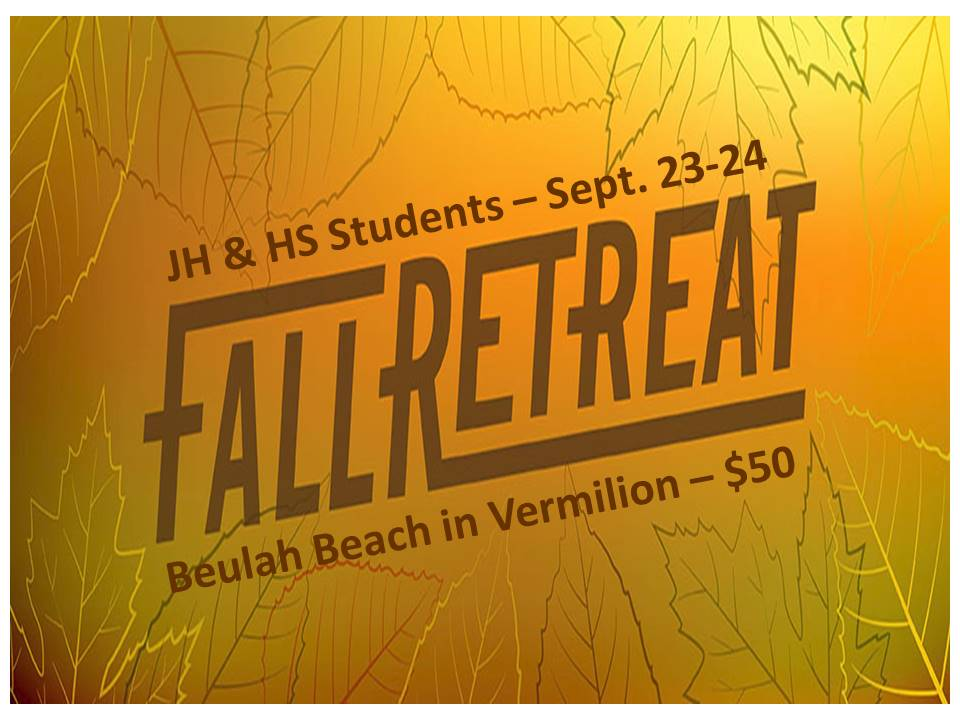 JH & HS Students – Sept. 23-24
FALL RETREAT
Beulah Beach in Vermilion – $50